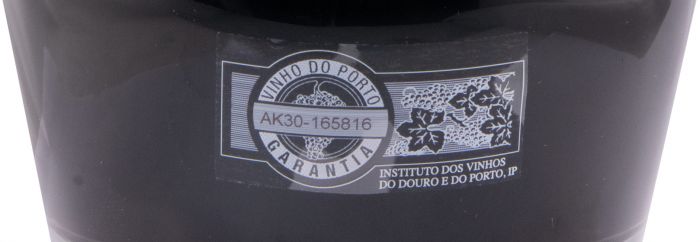 VINHO DO PORTO
AK30-165816
GARANTIA
INSTITUTO DOS VINHOS
DO DOURO E DO PORTO, IP